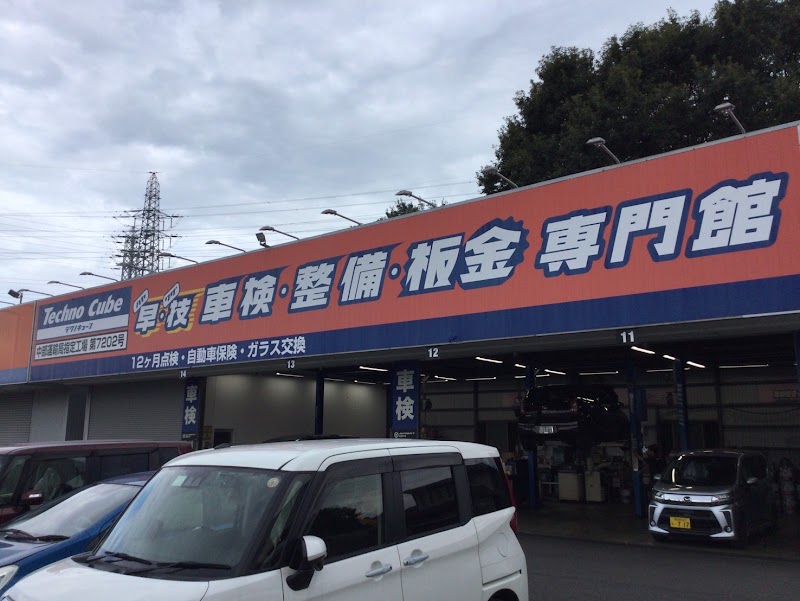 Techno Cube
テクノキューブ
中部運輸局指定工場 第7202号
早・技 車検・整備・板金 専門館
12ヶ月点検・自動車保険・ガラス交換
14
13
12
11
車検
車検
7 17